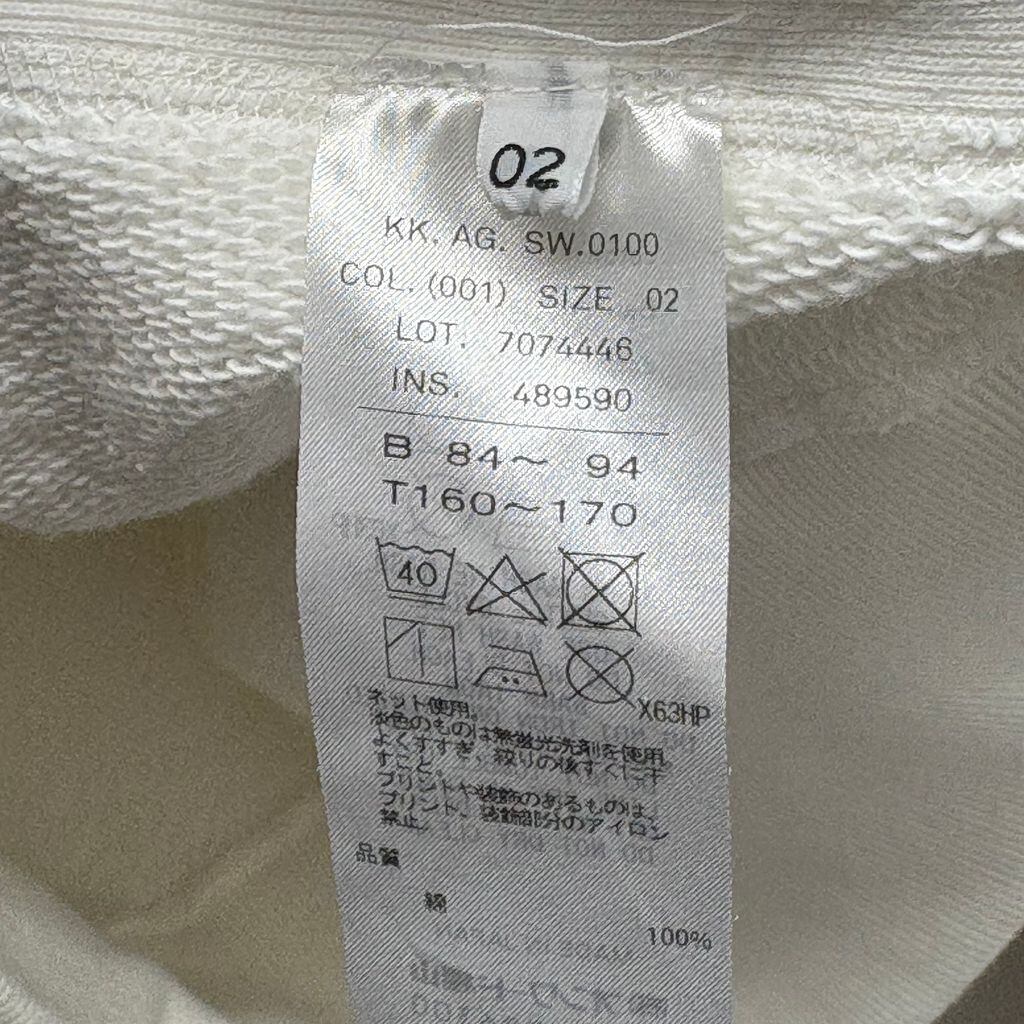 02
KK. AG. SW.0100
COL. (001) SIZE 02
LOT. 7074446
INS. 489590
B 84～ 94
T160～170
40
X63HP
ネット使用。
淡色のものは無蛍光洗剤を使用
よくすすぎ、絞りの後すぐに干
すこと。
プリントや装飾のあるものは、
プリント、装飾部分のアイロン
禁止。
品質
綿
100%